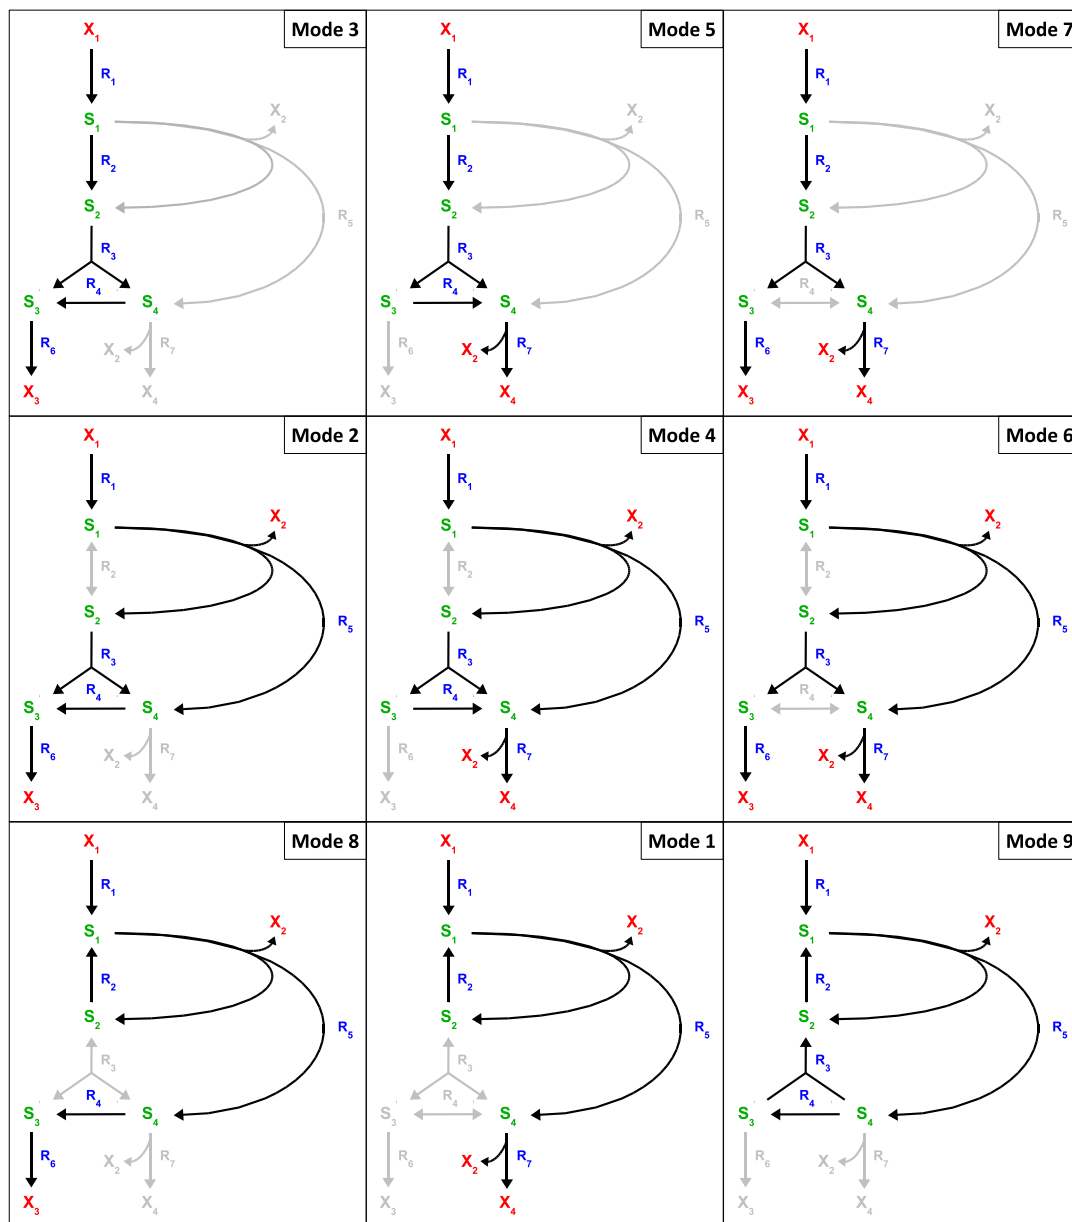 X₁ Mode 3
R₁
S₁ X₂
R₂
S₂ R₅
R₃
R₄
S₃ S₄
R₆ X₂ R₇
X₃ X₄
X₁ Mode 5
R₁
S₁ X₂
R₂
S₂ R₅
R₃
R₄
S₃ S₄
R₆ X₂ R₇
X₃ X₄
X₁ Mode 7
R₁
S₁ X₂
R₂
S₂ R₅
R₃
R₄
S₃ S₄
R₆ X₂ R₇
X₃ X₄
X₁ Mode 2
R₁
S₁ X₂
R₂
S₂ R₅
R₃
R₄
S₃ S₄
R₆ X₂ R₇
X₃ X₄
X₁ Mode 4
R₁
S₁ X₂
R₂
S₂ R₅
R₃
R₄
S₃ S₄
R₆ X₂ R₇
X₃ X₄
X₁ Mode 6
R₁
S₁ X₂
R₂
S₂ R₅
R₃
R₄
S₃ S₄
R₆ X₂ R₇
X₃ X₄
X₁ Mode 8
R₁
S₁ X₂
R₂
S₂ R₅
R₃
R₄
S₃ S₄
R₆ X₂ R₇
X₃ X₄
X₁ Mode 1
R₁
S₁ X₂
R₂
S₂ R₅
R₃
R₄
S₃ S₄
R₆ X₂ R₇
X₃ X₄
X₁ Mode 9
R₁
S₁ X₂
R₂
S₂ R₅
R₃
R₄
S₃ S₄
R₆ X₂ R₇
X₃ X₄